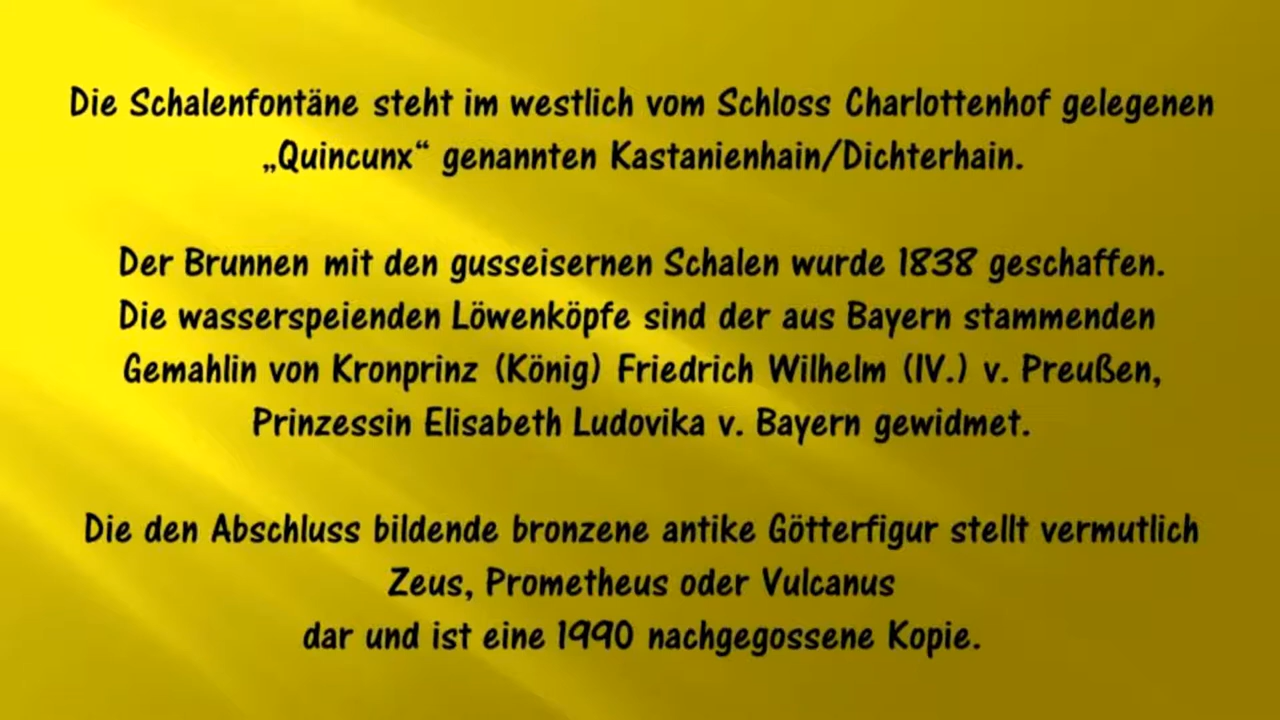 Die Schalenfontäne steht im westlich vom Schloss Charlottenhof gelegenen
„Quincunx“ genannten Kastanienhain/Dichterhain.
Der Brunnen mit den gusseisernen Schalen wurde 1838 geschaffen.
Die wasserspeienden Löwenköpfe sind der aus Bayern stammenden
Gemahlin von Kronprinz (König) Friedrich Wilhelm (IV.) v. Preußen,
Prinzessin Elisabeth Ludovika v. Bayern gewidmet.
Die den Abschluss bildende bronzene antike Götterfigur stellt vermutlich
Zeus, Prometheus oder Vulcanus
dar und ist eine 1990 nachgegossene Kopie.